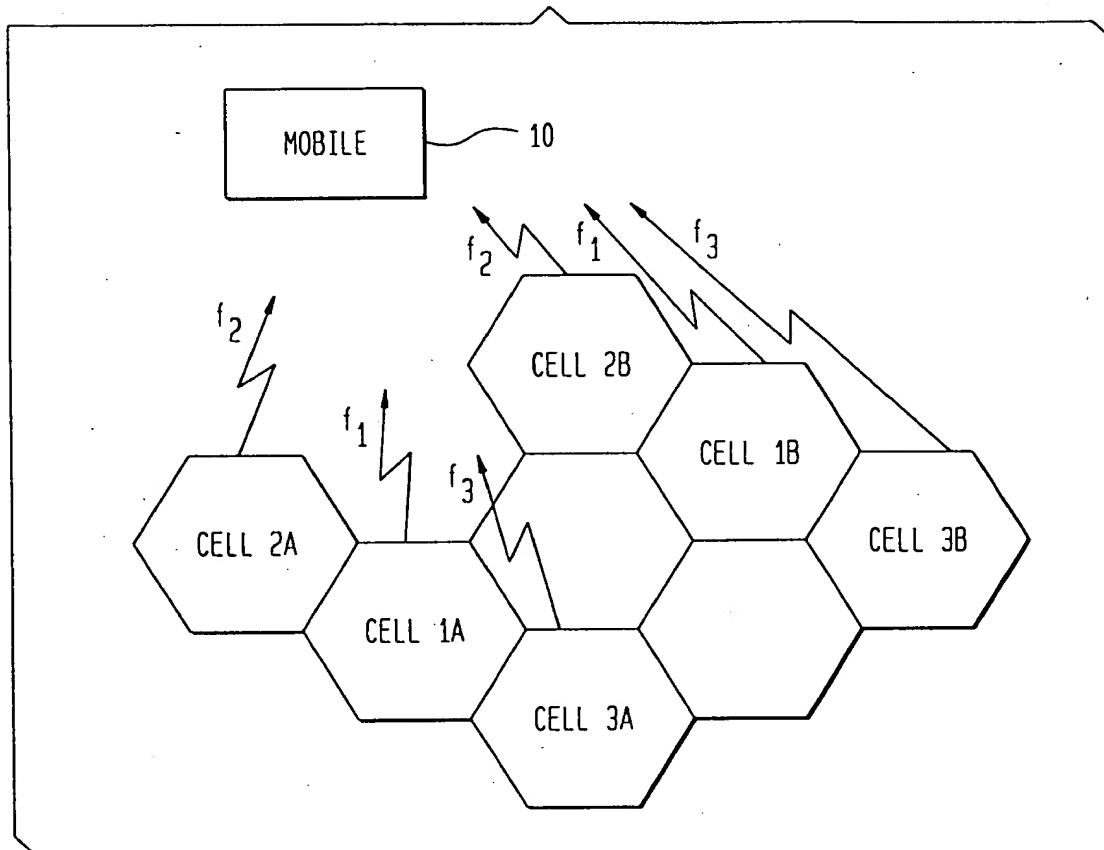 MOBILE
10
f2
f1
f3
f2
f1
f3
CELL 2B
CELL 1B
CELL 2A
CELL 3B
CELL 1A
CELL 3A